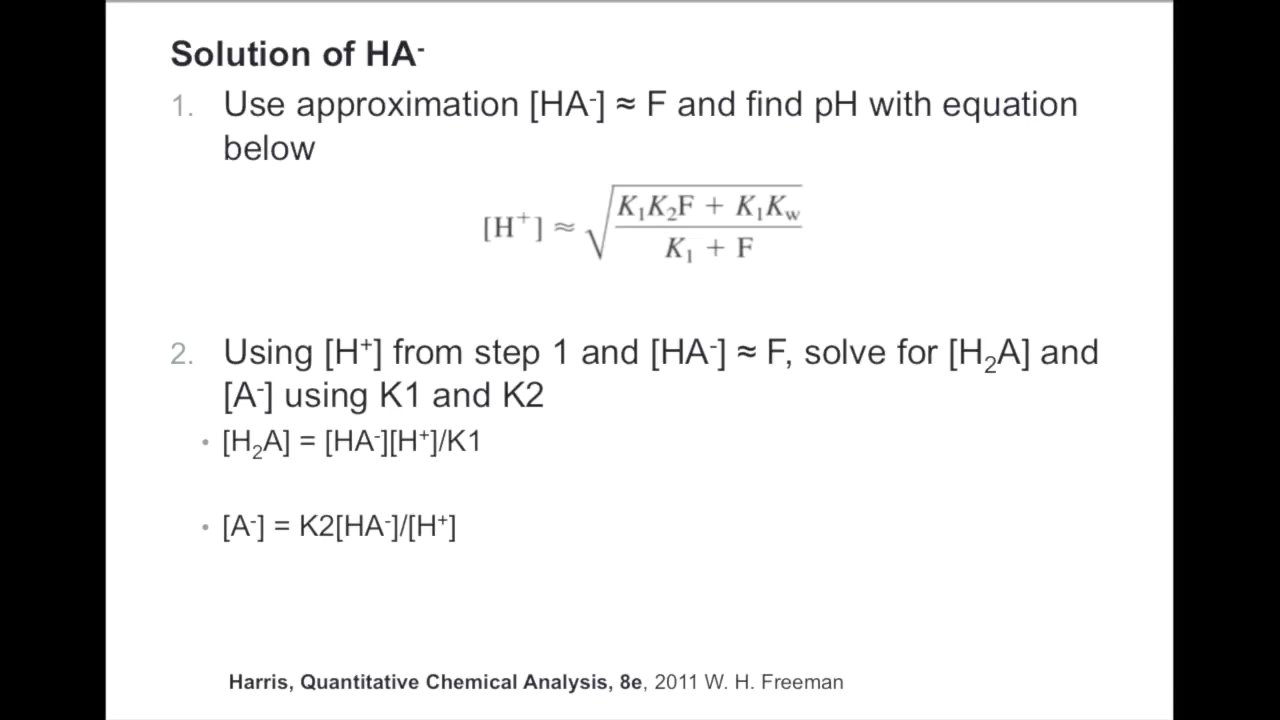 Solution of HA⁻
1. Use approximation [HA⁻] ≈ F and find pH with equation
below
[H⁺] ≈ √((K₁K₂F + K₁K_w)/(K₁ + F))
2. Using [H⁺] from step 1 and [HA⁻] ≈ F, solve for [H₂A] and
[A⁻] using K1 and K2
• [H₂A] = [HA⁻][H⁺]/K1
• [A⁻] = K2[HA⁻]/[H⁺]
Harris, Quantitative Chemical Analysis, 8e, 2011 W. H. Freeman